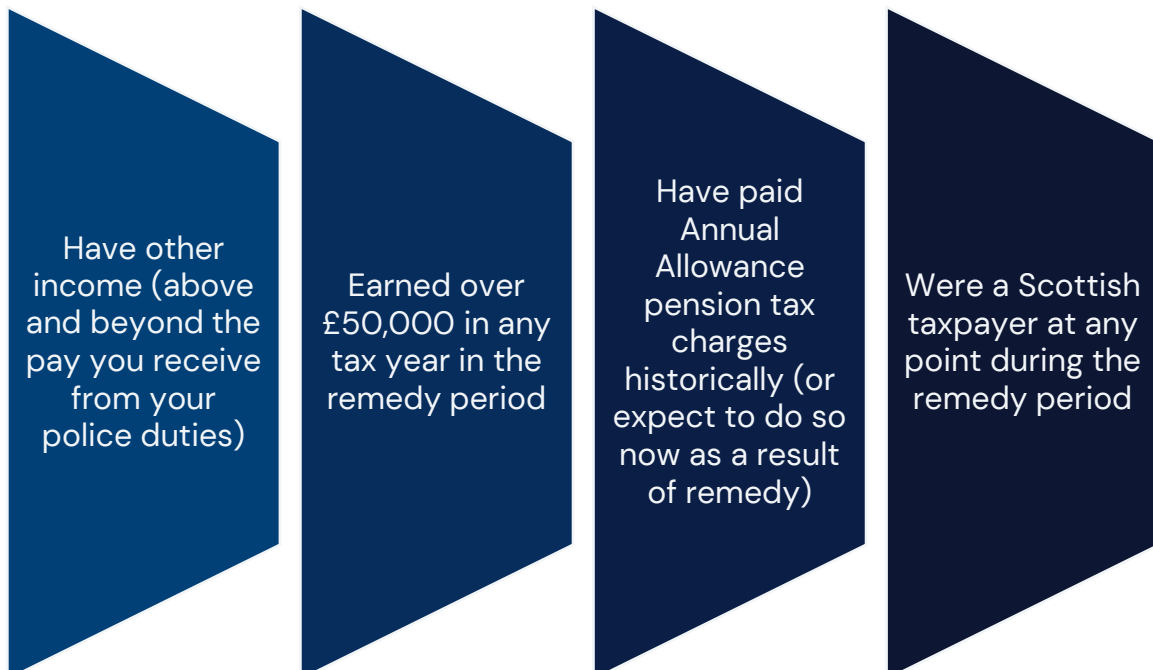 Have other
income (above
and beyond the
pay you receive
from your
police duties)
Earned over
£50,000 in any
tax year in the
remedy period
Have paid
Annual
Allowance
pension tax
charges
historically (or
expect to do so
now as a result
of remedy)
Were a Scottish
taxpayer at any
point during the
remedy period